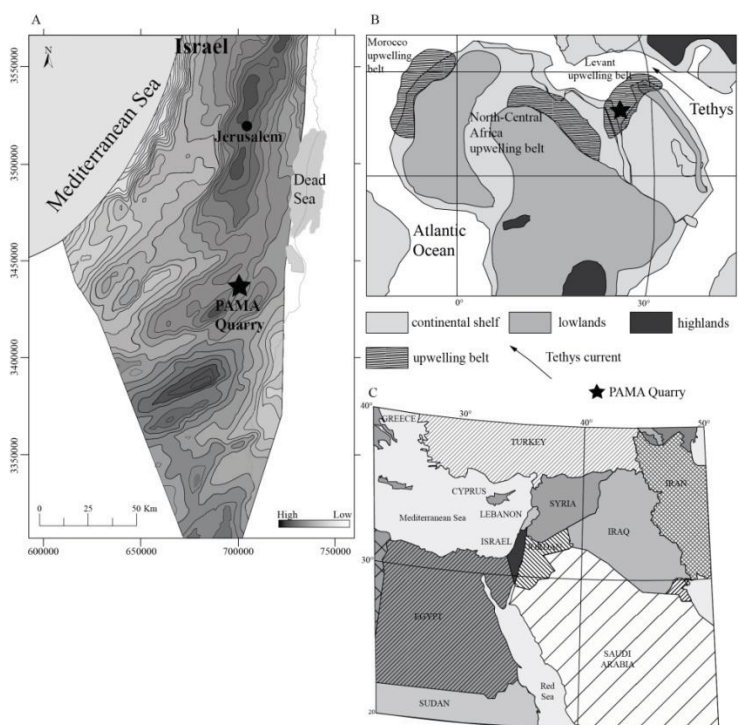 A
N
Israel
Mediterranean Sea
Jerusalem
Dead
Sea
PAMA
Quarry
3550000
3500000
3450000
3400000
3350000
0 25 50 Km
High Low
600000 650000 700000 750000
B
Morocco
upwelling
belt
Levant
upwelling belt
Tethys
North-Central
Africa
upwelling belt
Atlantic
Ocean
0° 30°
continental shelf lowlands highlands
upwelling belt Tethys current
PAMA Quarry
C
40° 30° 40° 50°
GREECE
TURKEY
IRAN
CYPRUS
SYRIA
LEBANON
Mediterranean Sea
IRAQ
ISRAEL
30°
EGYPT
SAUDI
ARABIA
Red
Sea
SUDAN